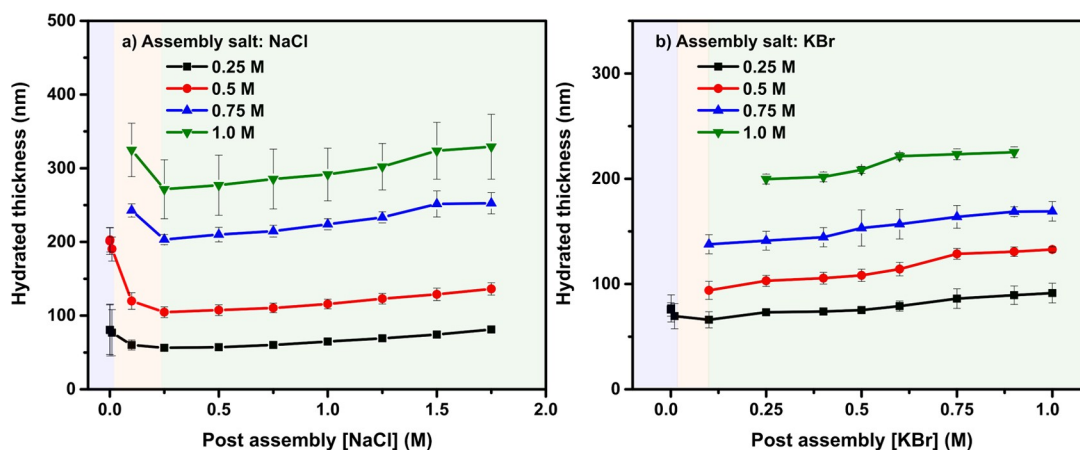 a) Assembly salt: NaCl
0.25 M
0.5 M
0.75 M
1.0 M
Hydrated thickness (nm)
500
400
300
200
100
0
0.0 0.5 1.0 1.5 2.0
Post assembly [NaCl] (M)
b) Assembly salt: KBr
0.25 M
0.5 M
0.75 M
1.0 M
Hydrated thickness (nm)
300
200
100
0
0.0 0.25 0.5 0.75 1.0
Post assembly [KBr] (M)